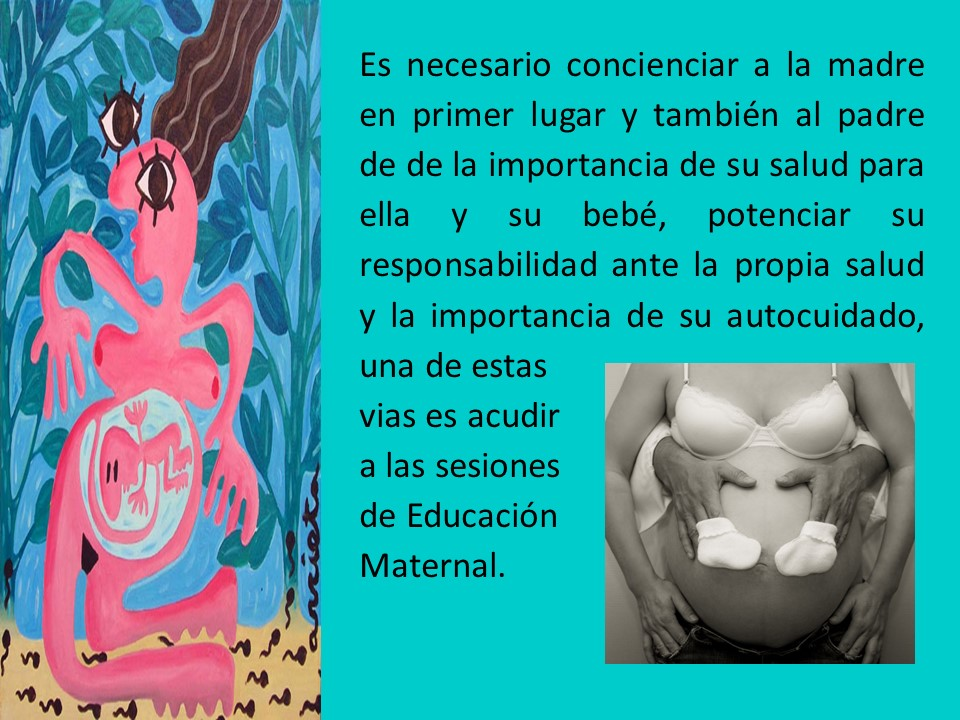 Es necesario concienciar a la madre
en primer lugar y también al padre
de de la importancia de su salud para
ella y su bebé, potenciar su
responsabilidad ante la propia salud
y la importancia de su autocuidado,
una de estas
vias es acudir
a las sesiones
de Educación
Maternal.
arrieta